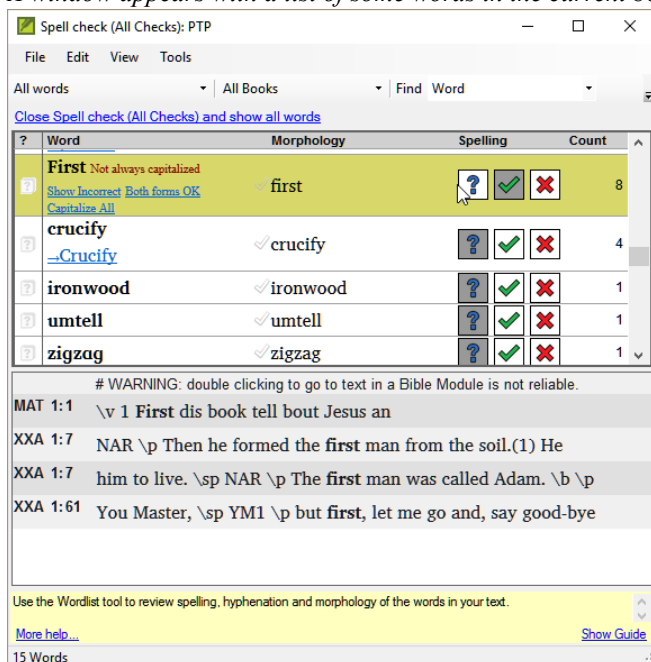 Spell check (All Checks): PTP
File Edit View Tools
All words All Books Find Word
Close Spell check (All Checks) and show all words
? Word Morphology Spelling Count
First Not always capitalized
Show Incorrect Both forms OK
Capitalize All
first 8
crucify
→Crucify
crucify 4
ironwood ironwood 1
umtell umtell 1
zigzag zigzag 1
# WARNING: double clicking to go to text in a Bible Module is not reliable.
MAT 1:1 \v 1 First dis book tell bout Jesus an
XXA 1:7 NAR \p Then he formed the first man from the soil.(1) He
XXA 1:7 him to live. \sp NAR \p The first man was called Adam. \b \p
XXA 1:61 You Master, \sp YM1 \p but first, let me go and, say good-bye
Use the Wordlist tool to review spelling, hyphenation and morphology of the words in your text.
More help... Show Guide
15 Words